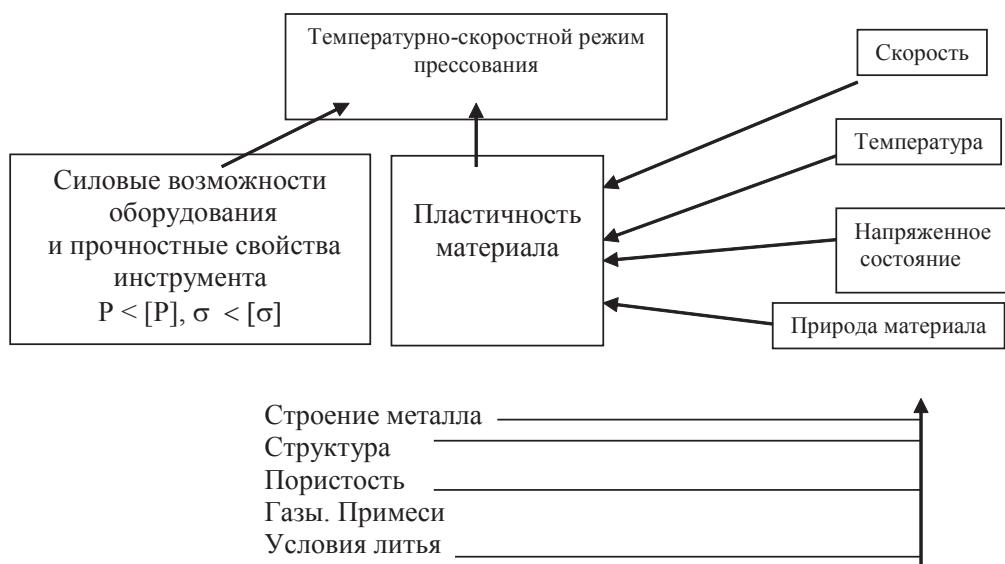 Температурно-скоростной режим
прессования
Скорость
Температура
Силовые возможности
оборудования
и прочностные свойства
инструмента
P < [P], σ < [σ]
Пластичность
материала
Напряженное
состояние
Природа материала
Строение металла
Структура
Пористость
Газы. Примеси
Условия литья